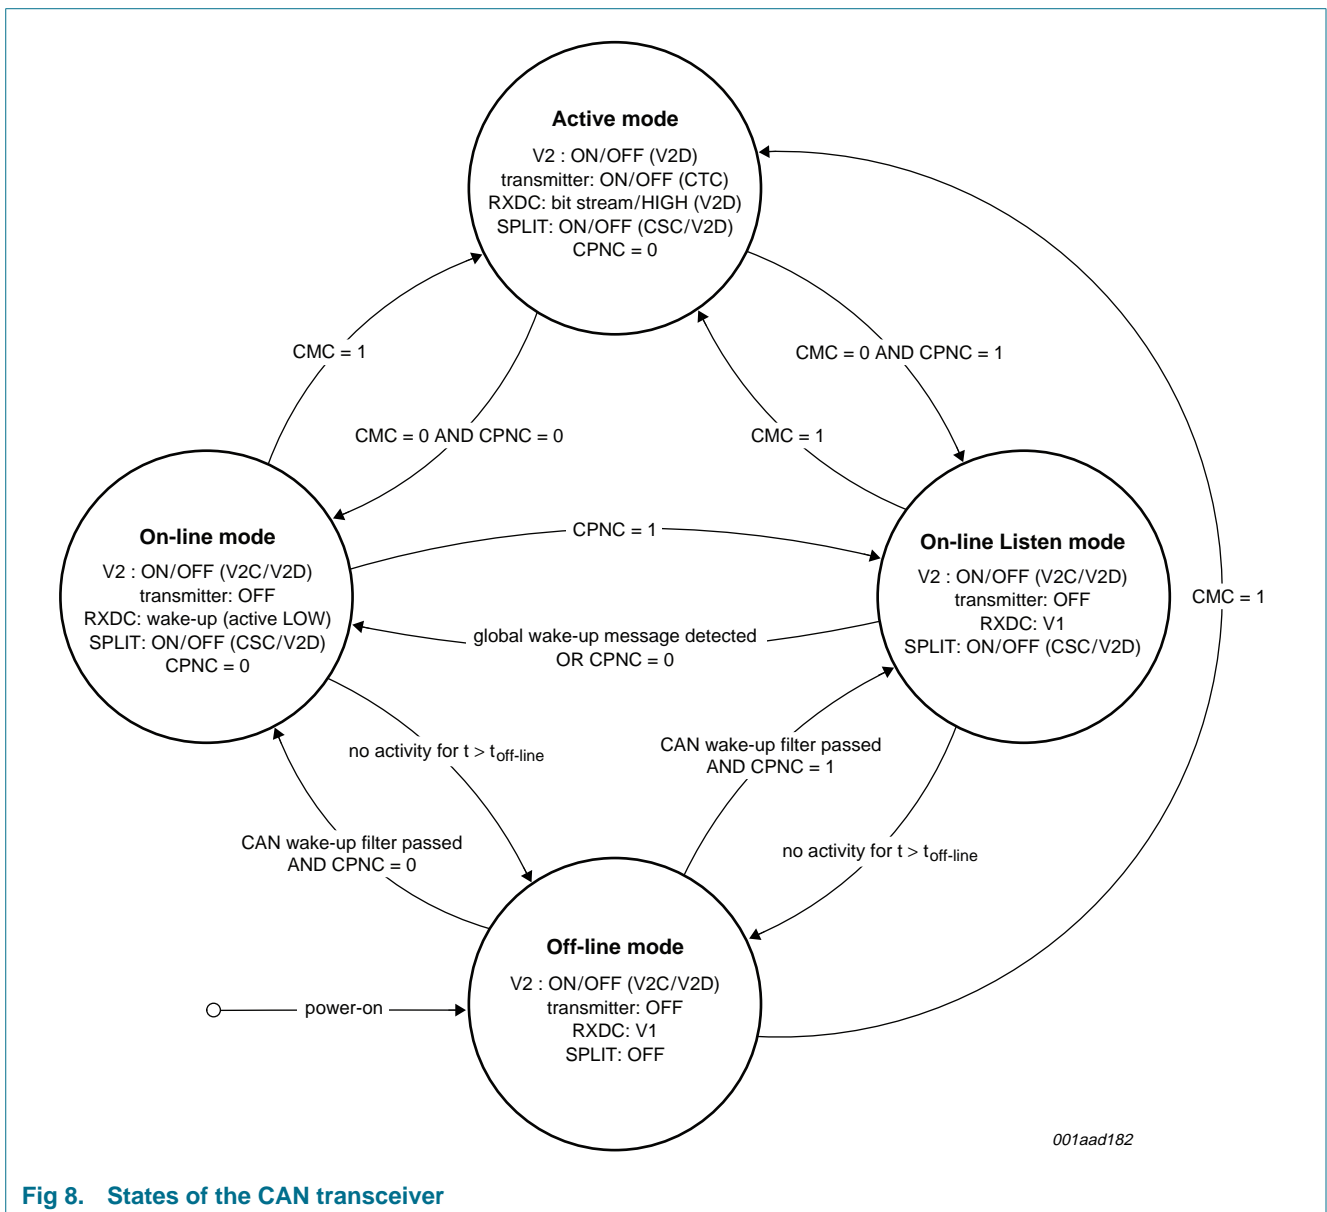 Active mode
V2 : ON/OFF (V2D)
transmitter: ON/OFF (CTC)
RXDC: bit stream/HIGH (V2D)
SPLIT: ON/OFF (CSC/V2D)
CPNC = 0
CMC = 1
CMC = 0 AND CPNC = 1
CMC = 0 AND CPNC = 0
CMC = 1
On-line mode
V2 : ON/OFF (V2C/V2D)
transmitter: OFF
RXDC: wake-up (active LOW)
SPLIT: ON/OFF (CSC/V2D)
CPNC = 0
CPNC = 1
On-line Listen mode
V2 : ON/OFF (V2C/V2D)
transmitter: OFF
RXDC: V1
SPLIT: ON/OFF (CSC/V2D)
CMC = 1
global wake-up message detected
OR CPNC = 0
no activity for t > toff-line
CAN wake-up filter passed
AND CPNC = 1
CAN wake-up filter passed
AND CPNC = 0
no activity for t > toff-line
Off-line mode
V2 : ON/OFF (V2C/V2D)
transmitter: OFF
RXDC: V1
SPLIT: OFF
power-on
001aad182
Fig 8. States of the CAN transceiver